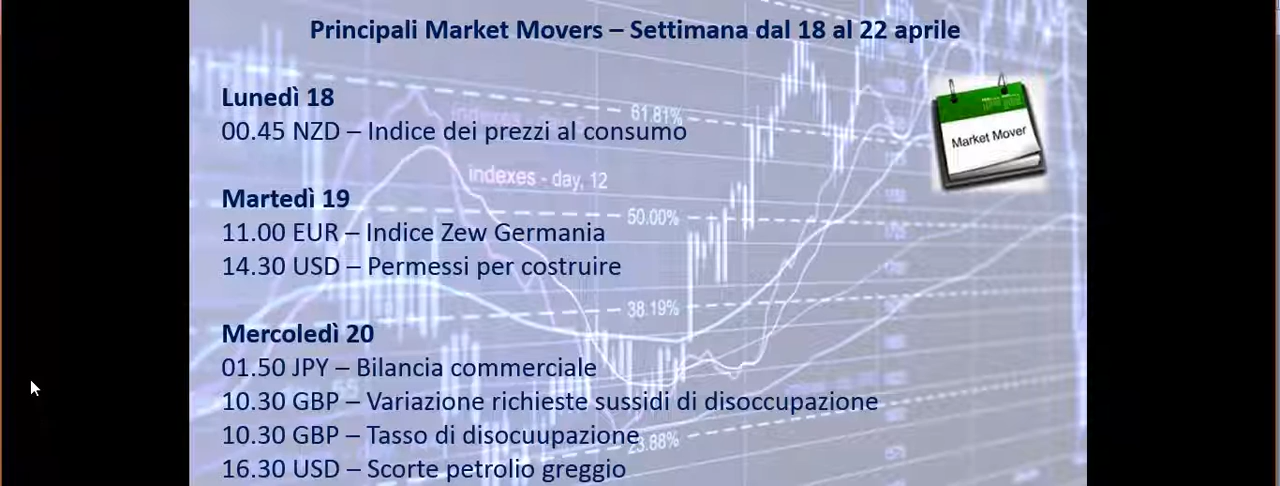 Principali Market Movers – Settimana dal 18 al 22 aprile
Lunedì 18
61.81%
00.45 NZD – Indice dei prezzi al consumo
Market Mover
indexes - day, 12
Martedì 19
50.00%
11.00 EUR – Indice Zew Germania
14.30 USD – Permessi per costruire
38.19%
Mercoledì 20
01.50 JPY – Bilancia commerciale
10.30 GBP – Variazione richieste sussidi di disoccupazione
10.30 GBP – Tasso di disocuupazione
23.88%
16.30 USD – Scorte petrolio greggio